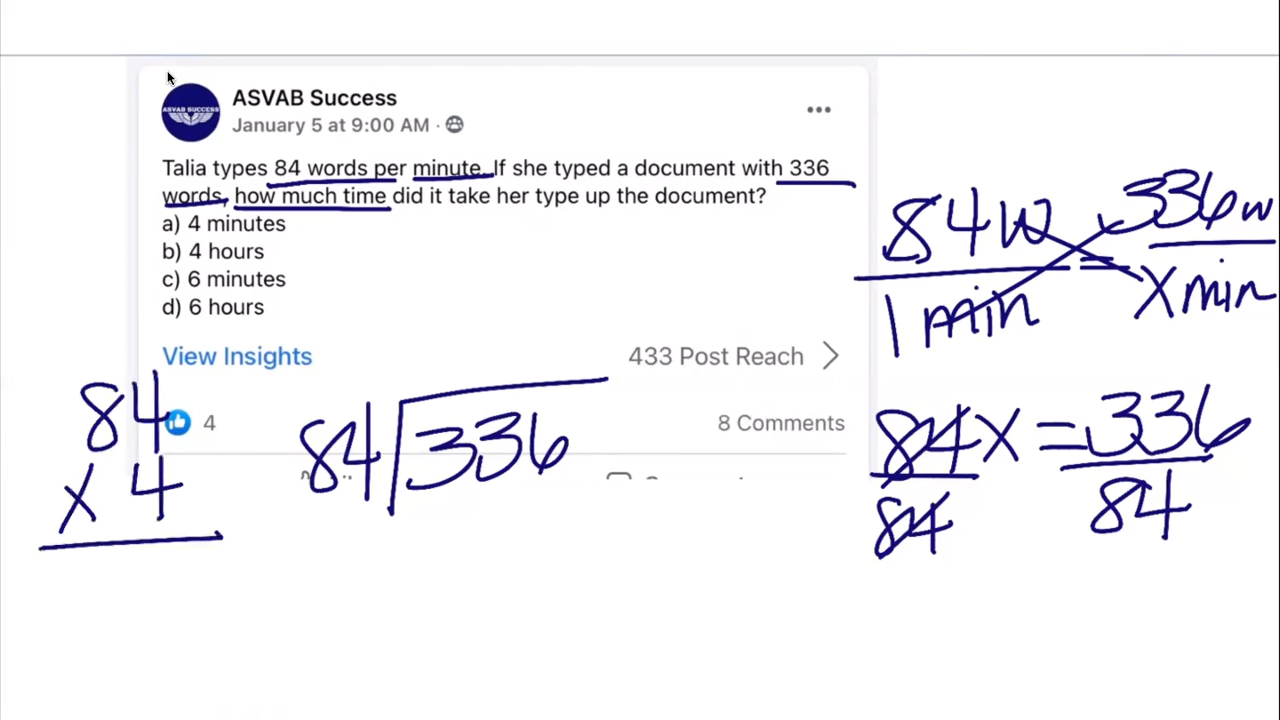 ASVAB SUCCESS
ASVAB Success
January 5 at 9:00 AM ·
Talia types 84 words per minute. If she typed a document with 336
words, how much time did it take her type up the document?
a) 4 minutes
b) 4 hours
c) 6 minutes
d) 6 hours
View Insights
433 Post Reach
4
8 Comments
84w = 336w
1 min x min
84x = 336
84 84
84
x 4
84 336